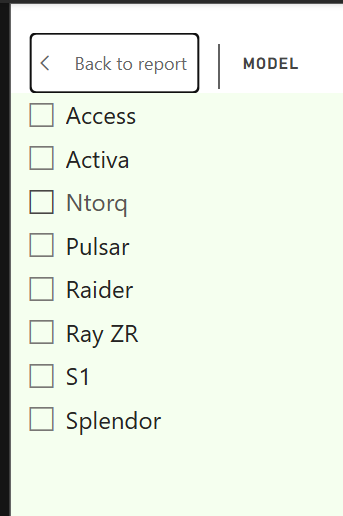 Back to report
MODEL
Access
Activa
Ntorq
Pulsar
Raider
Ray ZR
S1
Splendor